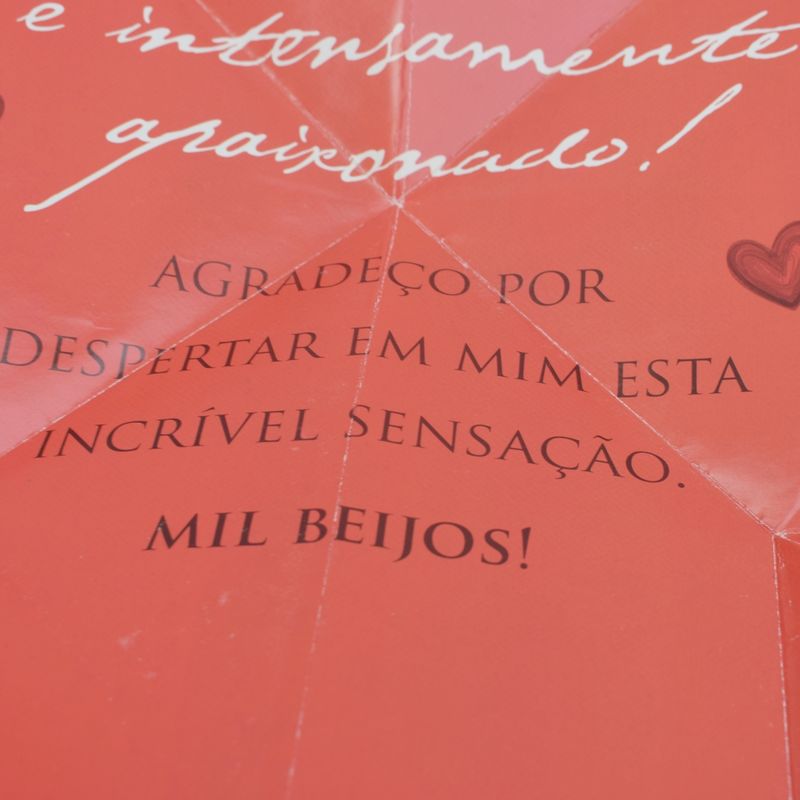 e intensamente
apaixonado!
AGRADEÇO POR
DESPERTAR EM MIM ESTA
INCRÍVEL SENSAÇÃO.
MIL BEIJOS!